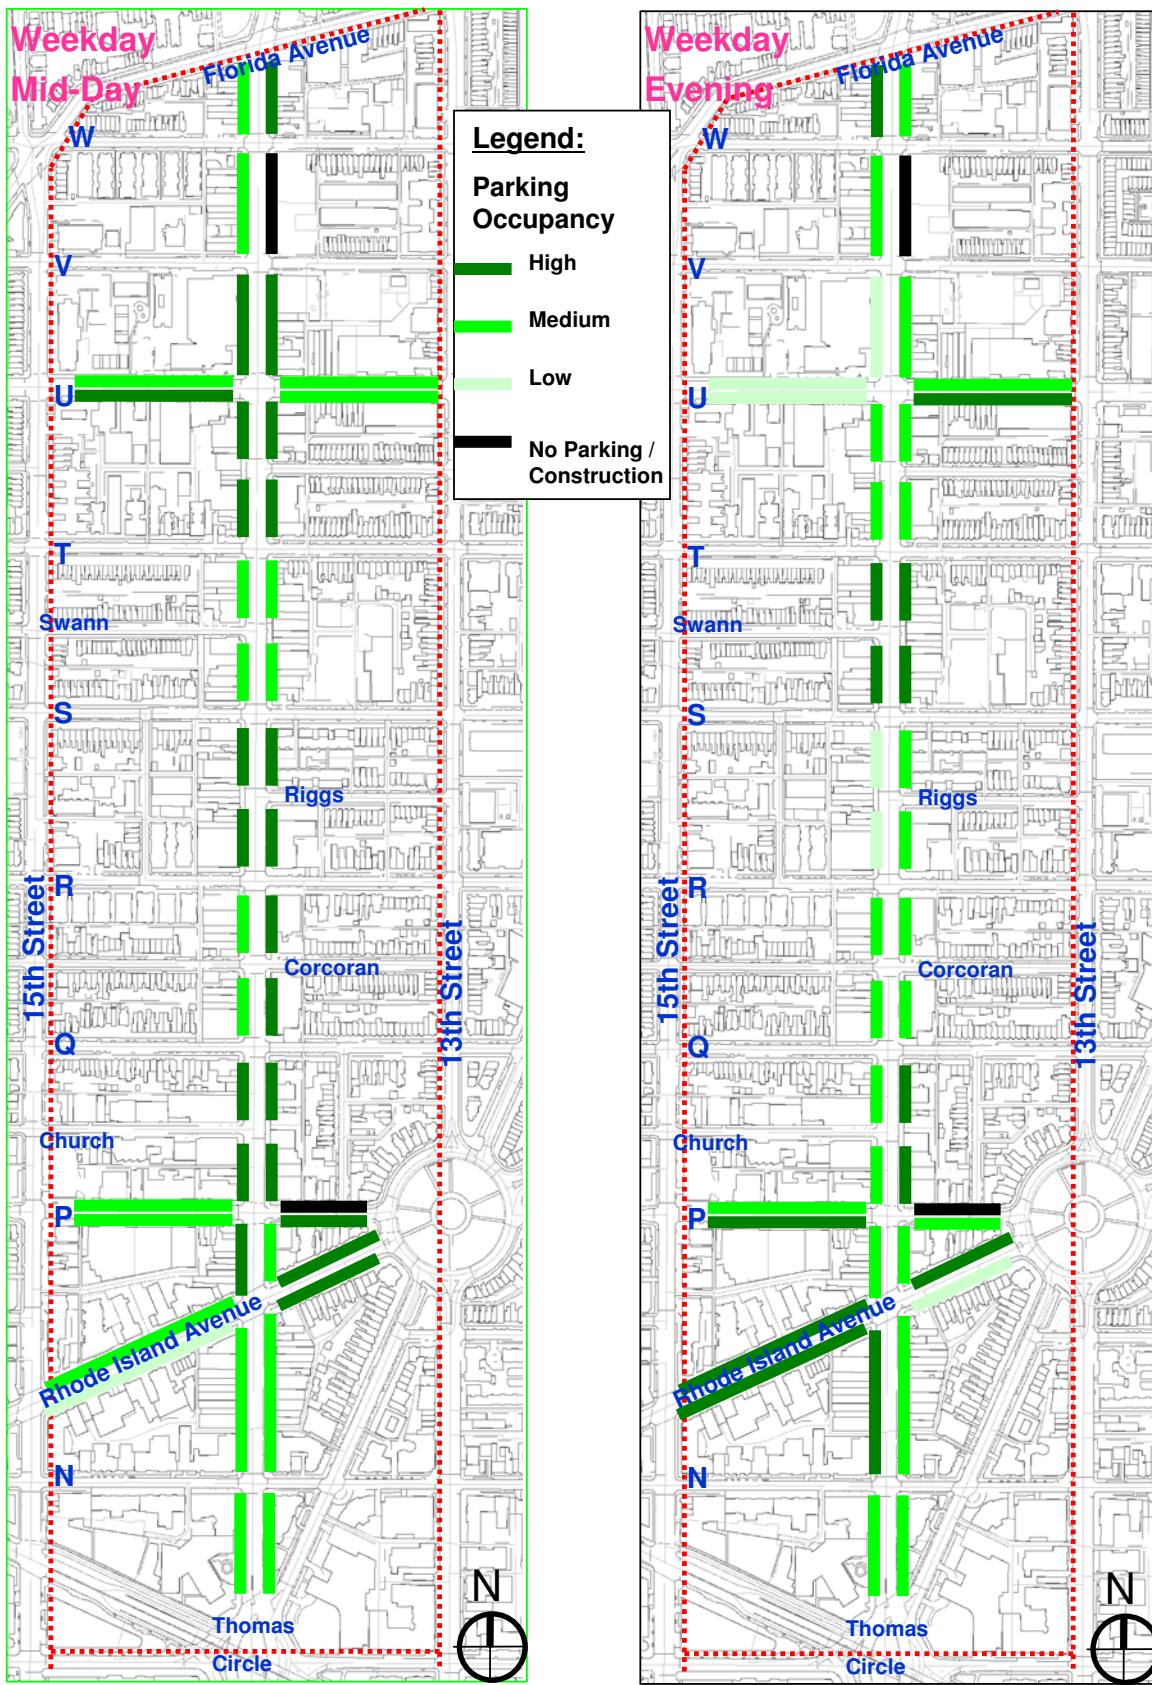 Weekday
Mid-Day
Florida Avenue
W
V
U
T
Swann
S
Riggs
R
15th Street
13th Street
Corcoran
Q
Church
P
Rhode Island Avenue
N
Thomas
Circle
N
Legend:
Parking
Occupancy
High
Medium
Low
No Parking /
Construction
Weekday
Evening
Florida Avenue
W
V
U
T
Swann
S
Riggs
R
15th Street
13th Street
Corcoran
Q
Church
P
Rhode Island Avenue
N
Thomas
Circle
N